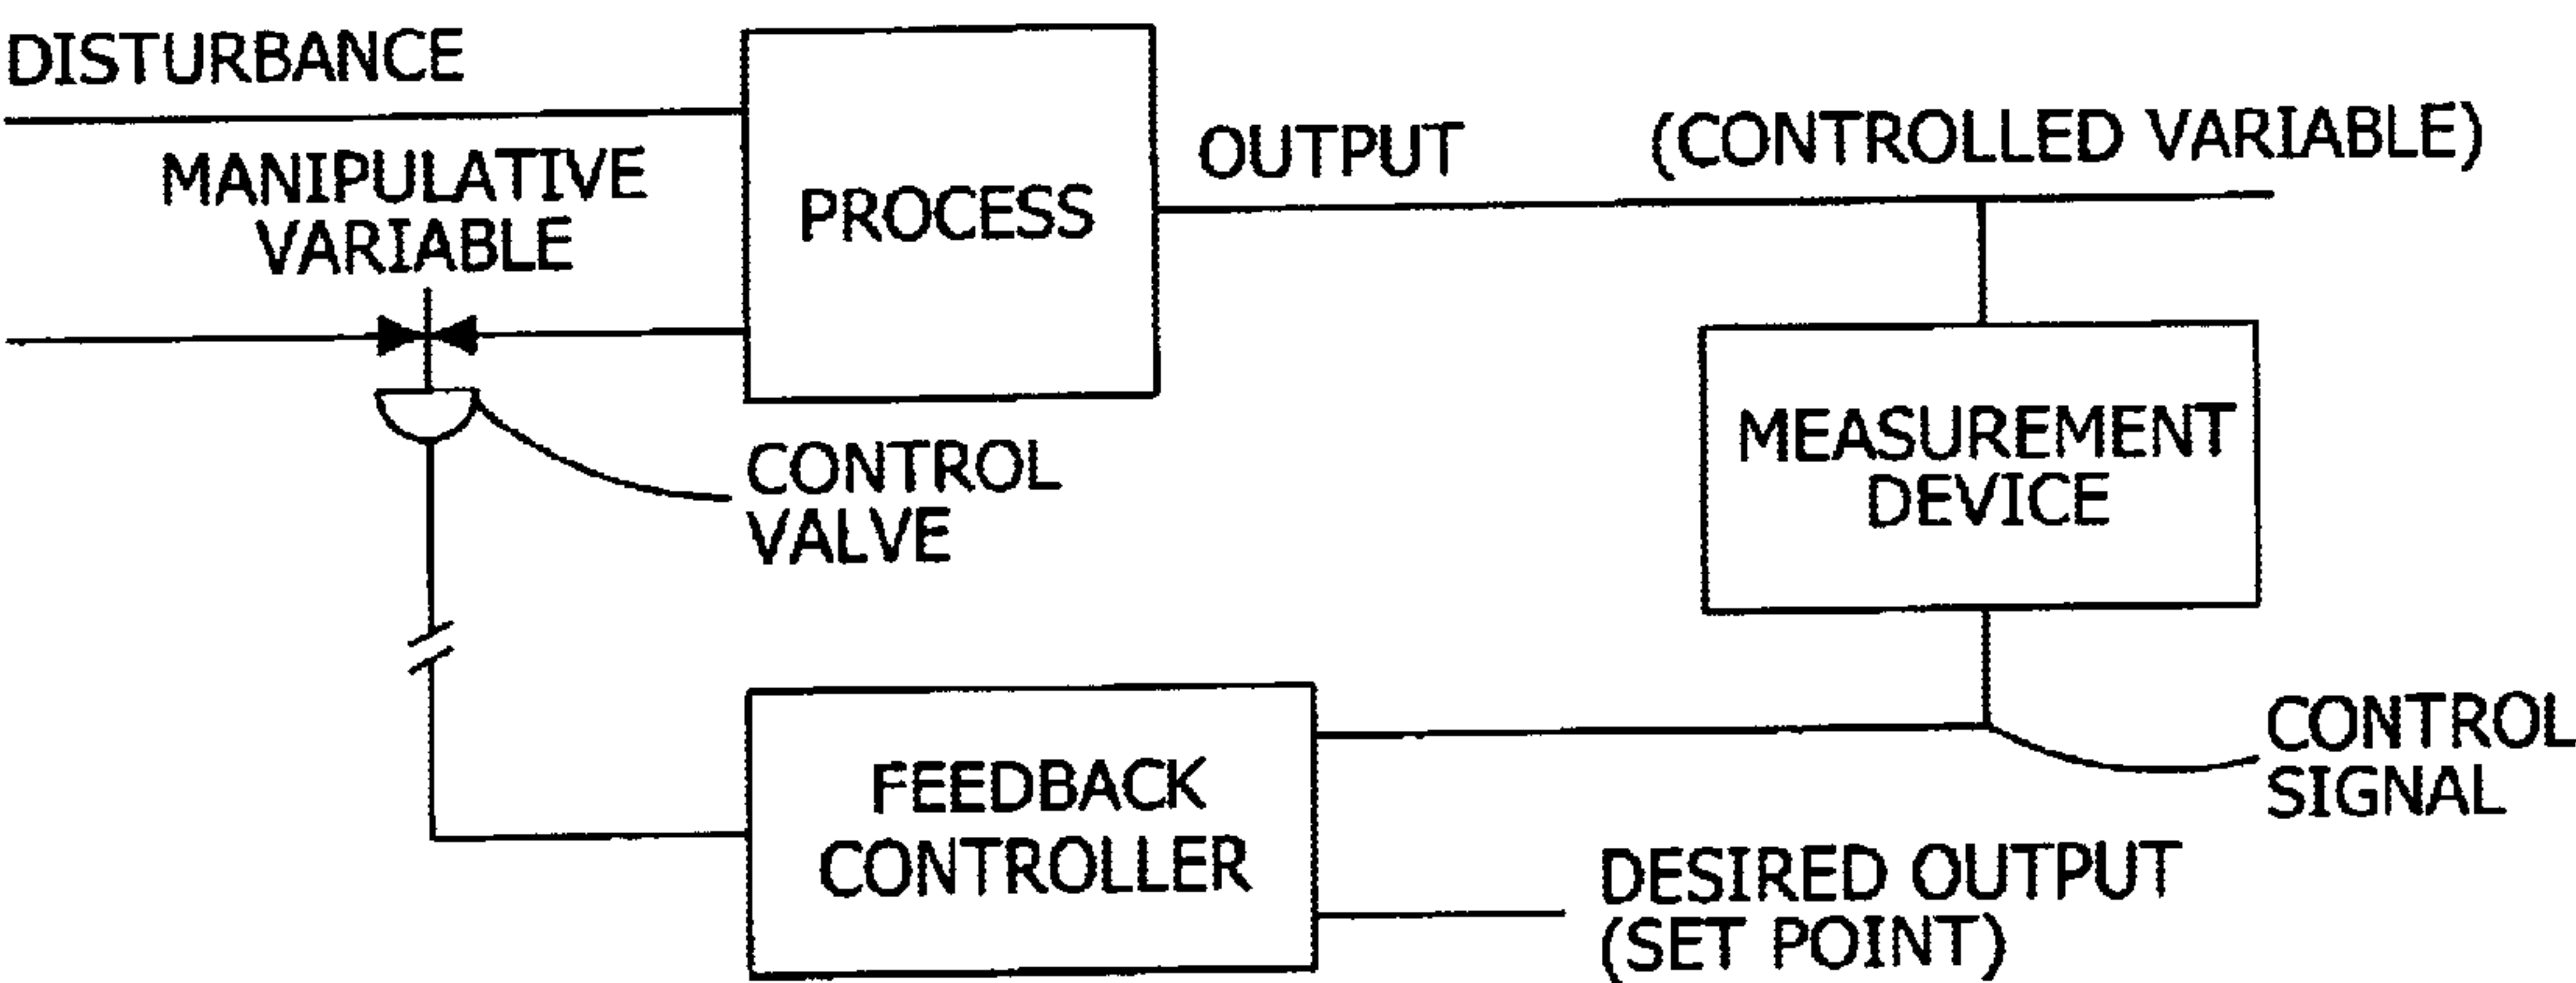 DISTURBANCE
MANIPULATIVE
VARIABLE
PROCESS
OUTPUT (CONTROLLED VARIABLE)
CONTROL
VALVE
MEASUREMENT
DEVICE
FEEDBACK
CONTROLLER
CONTROL
SIGNAL
DESIRED OUTPUT
(SET POINT)